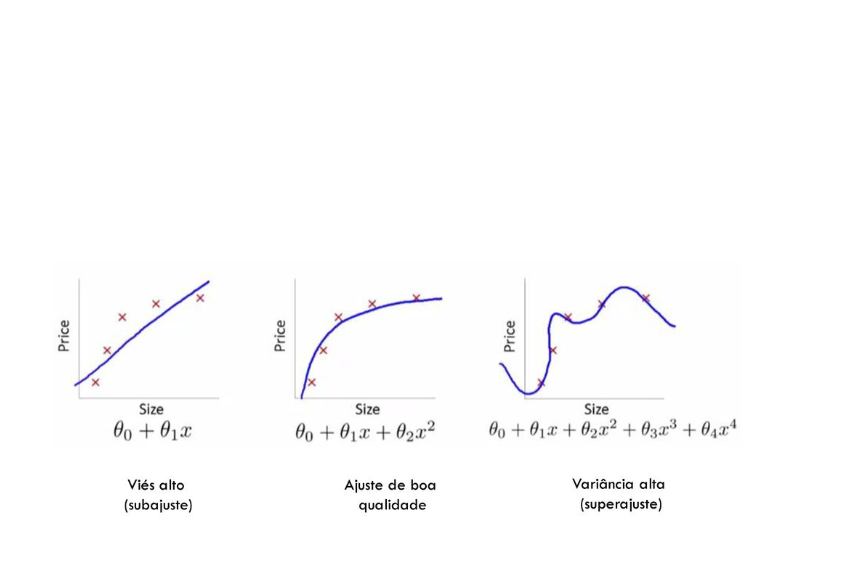 Price
Size
θ₀ + θ₁x
Viés alto
(subajuste)
Price
Size
θ₀ + θ₁x + θ₂x²
Ajuste de boa
qualidade
Price
Size
θ₀ + θ₁x + θ₂x² + θ₃x³ + θ₄x⁴
Variância alta
(superajuste)